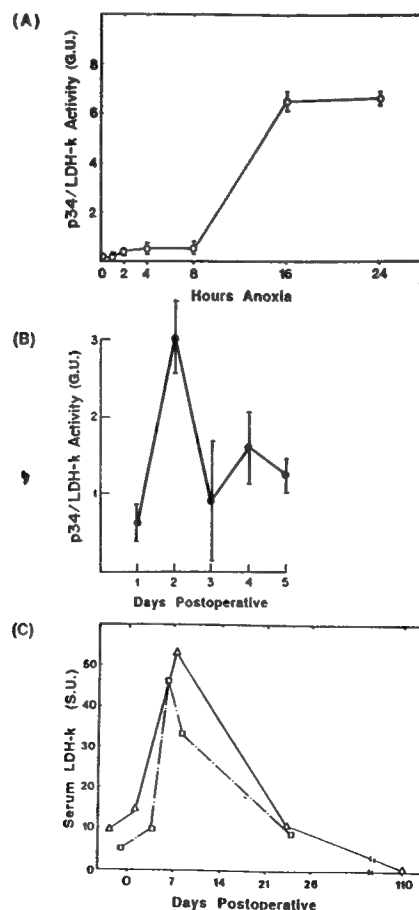 (A)
p34/LDH-k Activity (G.U.)
8
6
4
2
0 2 4 8 16 24
Hours Anoxia
(B)
p34/LDH-k Activity (G.U.)
3
2
1
1 2 3 4 5
Days Postoperative
(C)
Serum LDH-k (S.U.)
50
40
30
20
10
0 7 14 21 28 110
Days Postoperative